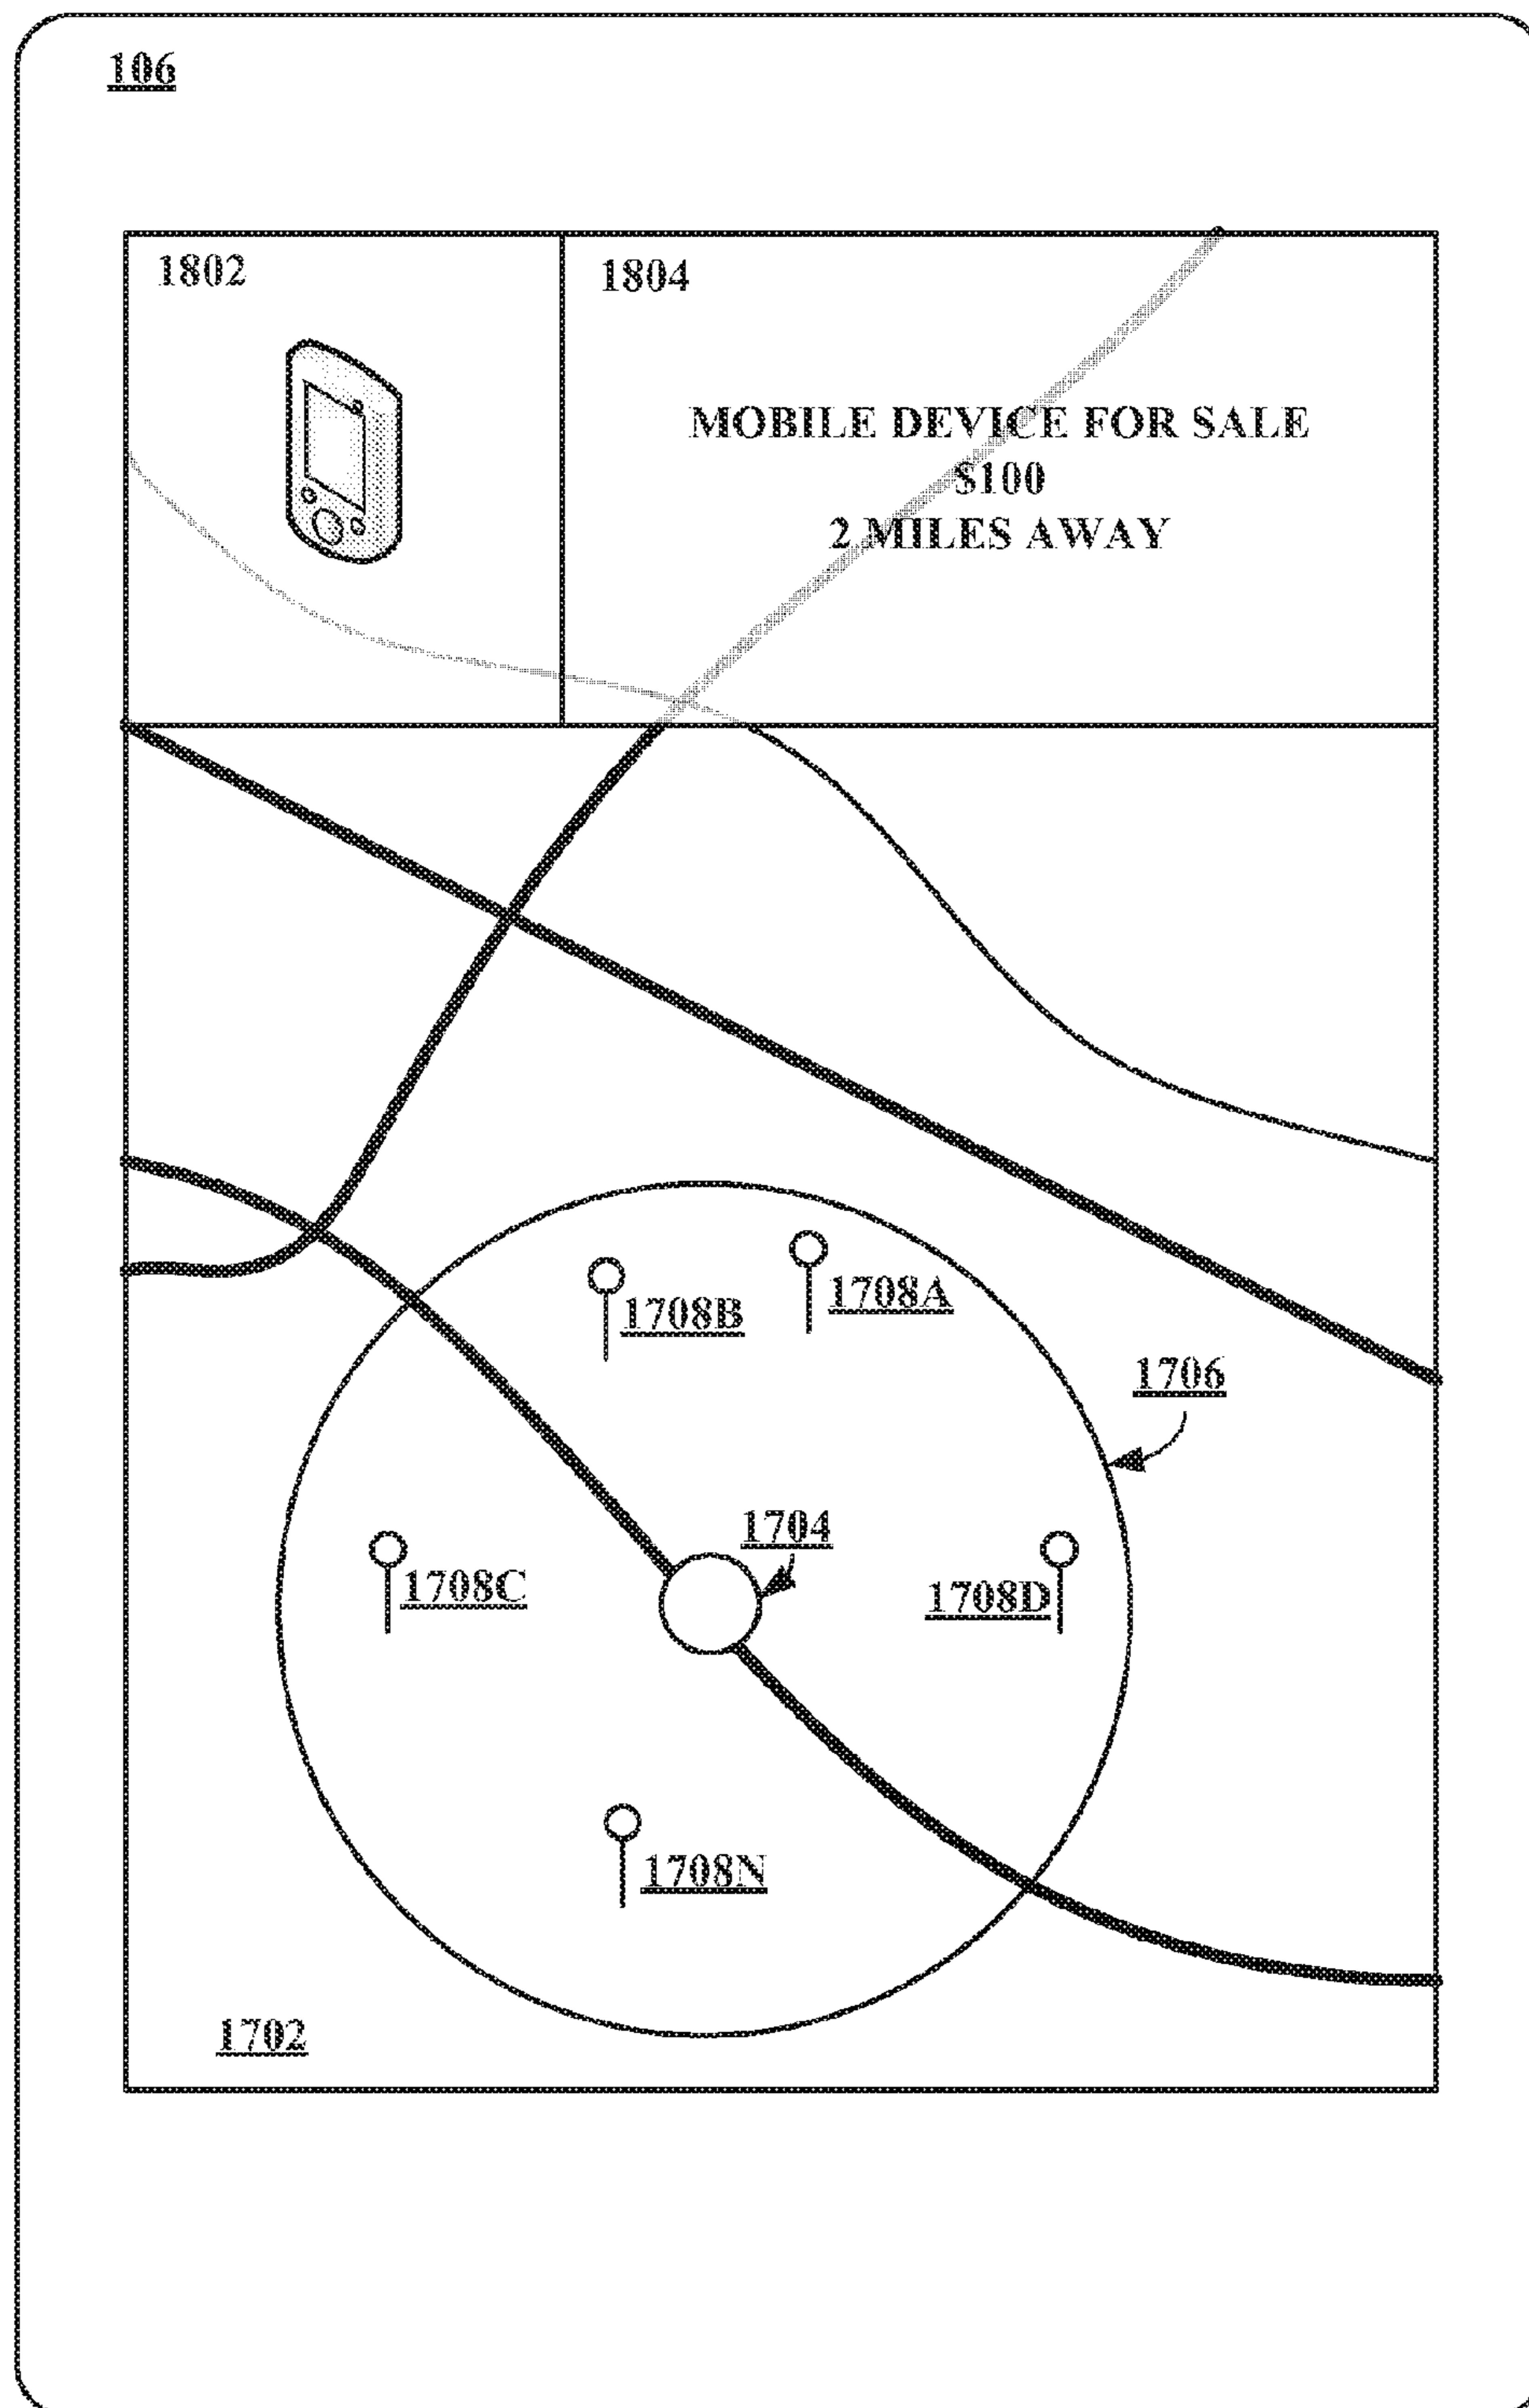 106
1802
1804
MOBILE DEVICE FOR SALE
$100
2 MILES AWAY
1708A
1708B
1706
1704
1708C
1708D
1708N
1702